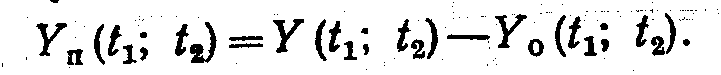 Yп (t₁; t₂) = Y (t₁; t₂) — Yо (t₁; t₂).